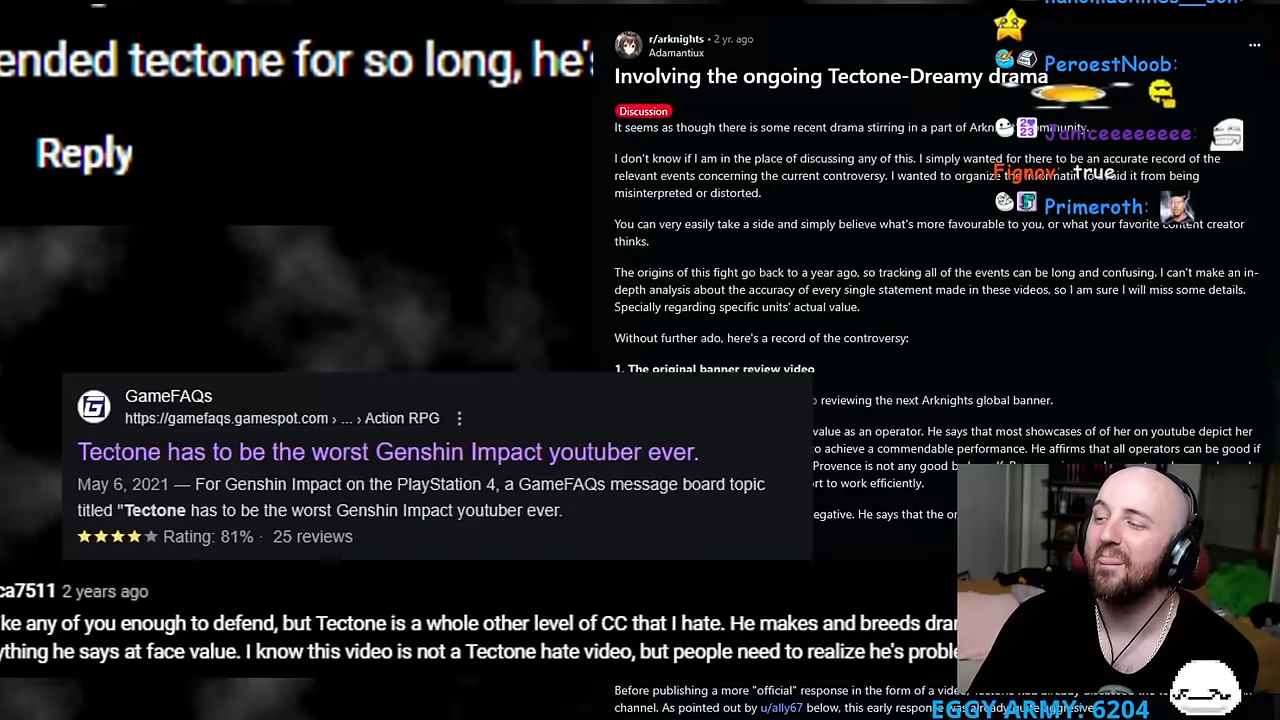 ended tectone for so long, he's
Reply
r/arknights • 2 yr. ago
Adamantiux
Involving the ongoing Tectone-Dreamy drama
Discussion
It seems as though there is some recent drama stirring in a part of
I don't know if I am in the place of discussing any of this. I simply wanted for there to be an accurate record of the
relevant events concerning the current controversy. I wanted to organize the it from being
misinterpreted or distorted.
You can very easily take a side and simply believe what's more favourable to you, or what your favorite content creator
thinks.
The origins of this fight go back to a year ago, so tracking all of the events can be long and confusing. I can't make an in-
depth analysis about the accuracy of every single statement made in these videos, so I am sure I will miss some details.
Specially regarding specific units' actual value.
Without further ado, here's a record of the controversy:
1. The original banner review video
reviewing the next Arknights global banner.
value as an operator. He says that most showcases of of her on youtube depict her
to achieve a commendable performance. He affirms that all operators can be good if
Provence is not any good
rt to work efficiently.
egative. He says that the
PeroestNoob:
Janiceeeeeeee:
Fignov: true
Primeroth:
GameFAQs
https://gamefaqs.gamespot.com › ... › Action RPG
Tectone has to be the worst Genshin Impact youtuber ever.
May 6, 2021 — For Genshin Impact on the PlayStation 4, a GameFAQs message board topic
titled "Tectone has to be the worst Genshin Impact youtuber ever.
Rating: 81% · 25 reviews
ca7511 2 years ago
ke any of you enough to defend, but Tectone is a whole other level of CC that I hate. He makes and breeds dra
ything he says at face value. I know this video is not a Tectone hate video, but people need to realize he's proble
Before publishing a more "official" response in the form of a video,
channel. As pointed out by u/ally67 below, this early
EGGY ARMY: 6204